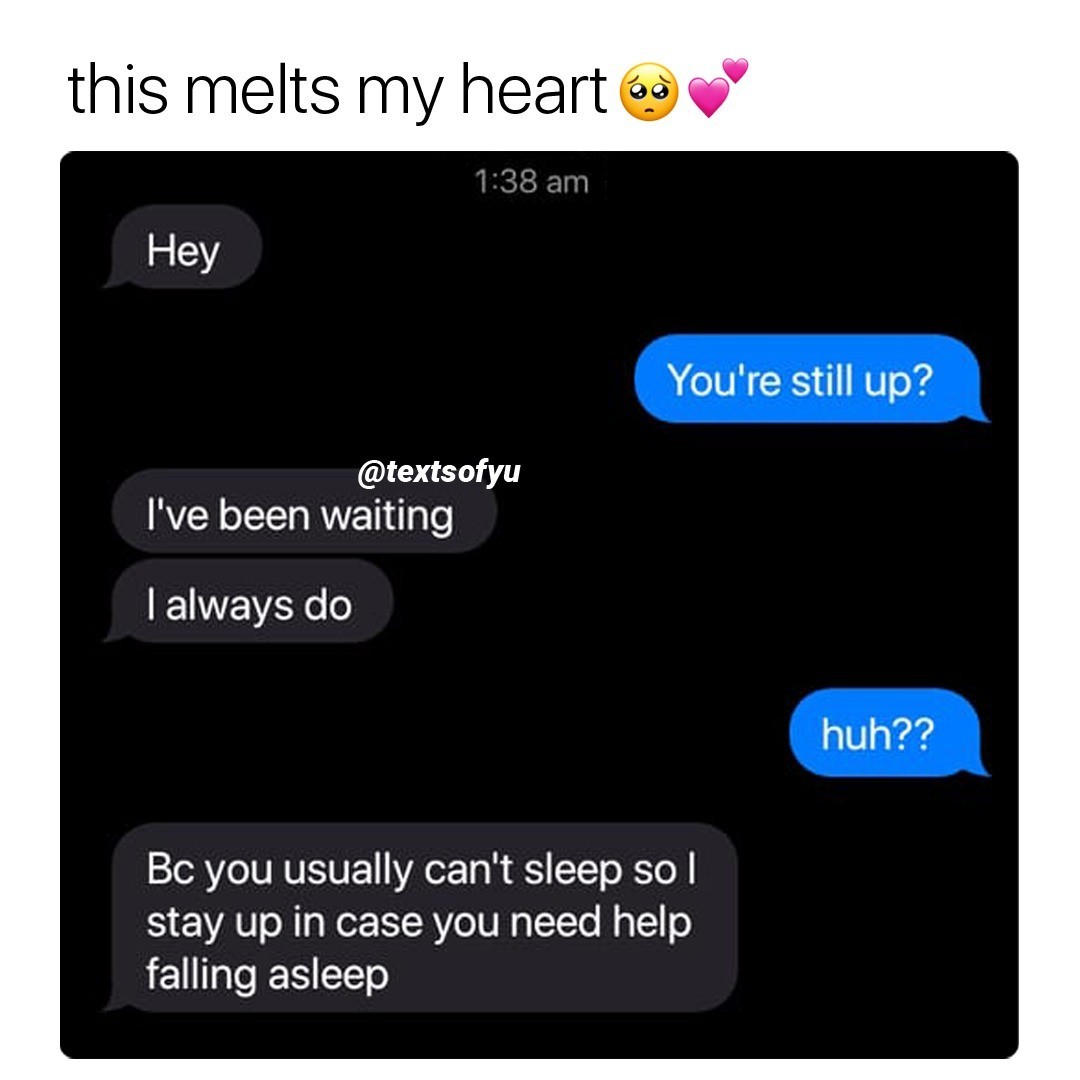 this melts my heart🥺💕
1:38 am
Hey
You're still up?
@textsofyu
I've been waiting
I always do
huh??
Bc you usually can't sleep so I
stay up in case you need help
falling asleep